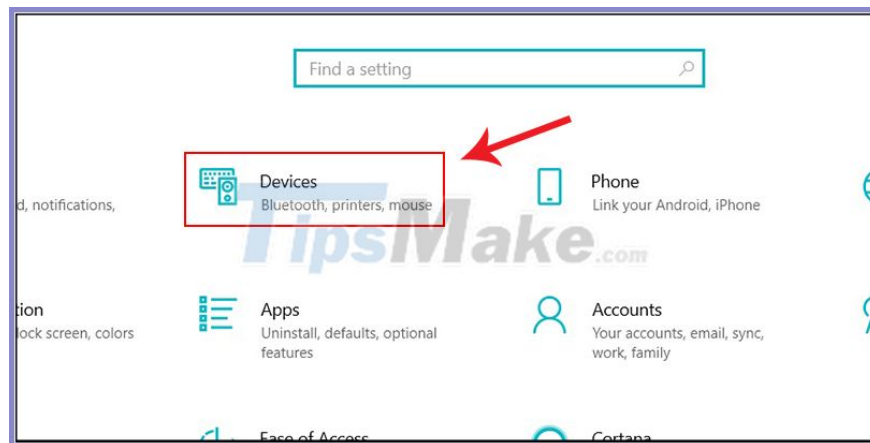 Find a setting
Devices
Bluetooth, printers, mouse
Phone
Link your Android, iPhone
d, notifications,
TipsMake.com
tion
lock screen, colors
Apps
Uninstall, defaults, optional
features
Accounts
Your accounts, email, sync,
work, family
Ease of Access
Cortana